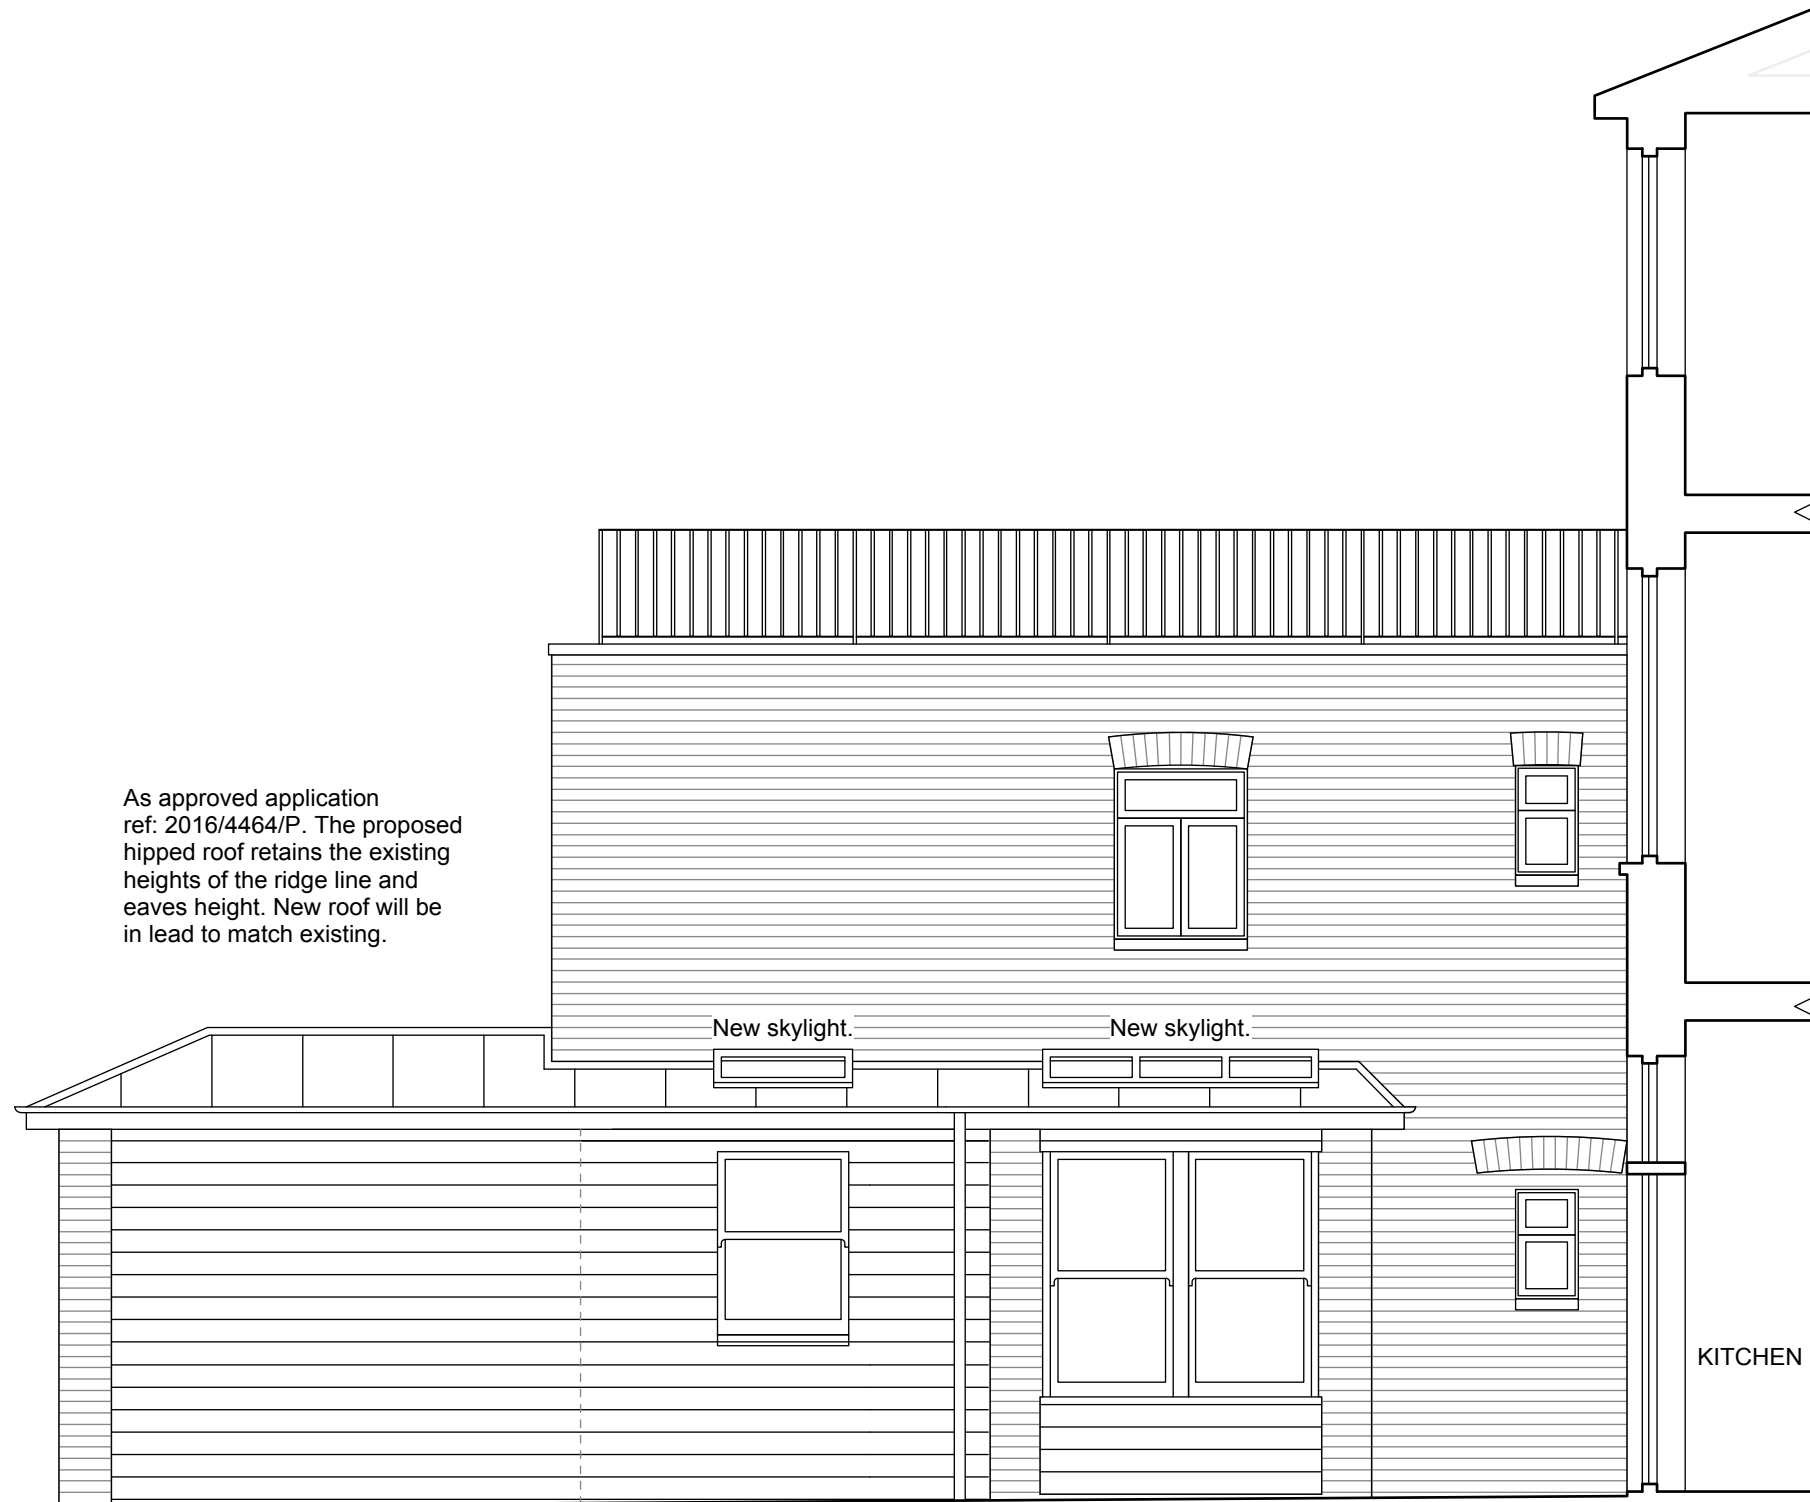 As approved application
ref: 2016/4464/P. The proposed
hipped roof retains the existing
heights of the ridge line and
eaves height. New roof will be
in lead to match existing.
New skylight.
New skylight.
KITCHEN